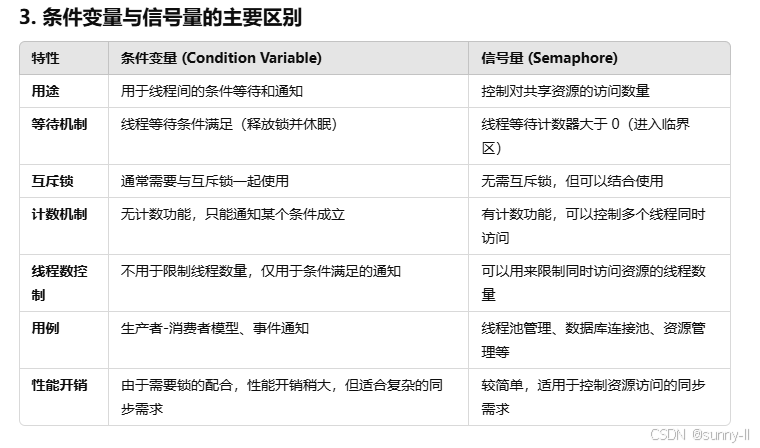 3. 条件变量与信号量的主要区别
特性 条件变量 (Condition Variable) 信号量 (Semaphore)
用途 用于线程间的条件等待和通知 控制对共享资源的访问数量
等待机制 线程等待条件满足（释放锁并休眠） 线程等待计数器大于 0（进入临界
区）
互斥锁 通常需要与互斥锁一起使用 无需互斥锁，但可以结合使用
计数机制 无计数功能，只能通知某个条件成立 有计数功能，可以控制多个线程同时
访问
线程数控 不用于限制线程数量，仅用于条件满足的通知 可以用来限制同时访问资源的线程数
制 量
用例 生产者-消费者模型、事件通知 线程池管理、数据库连接池、资源管
理等
性能开销 由于需要锁的配合，性能开销稍大，但适合复杂的同 较简单，适用于控制资源访问的同步
步需求 需求
CSDN @sunny-ll